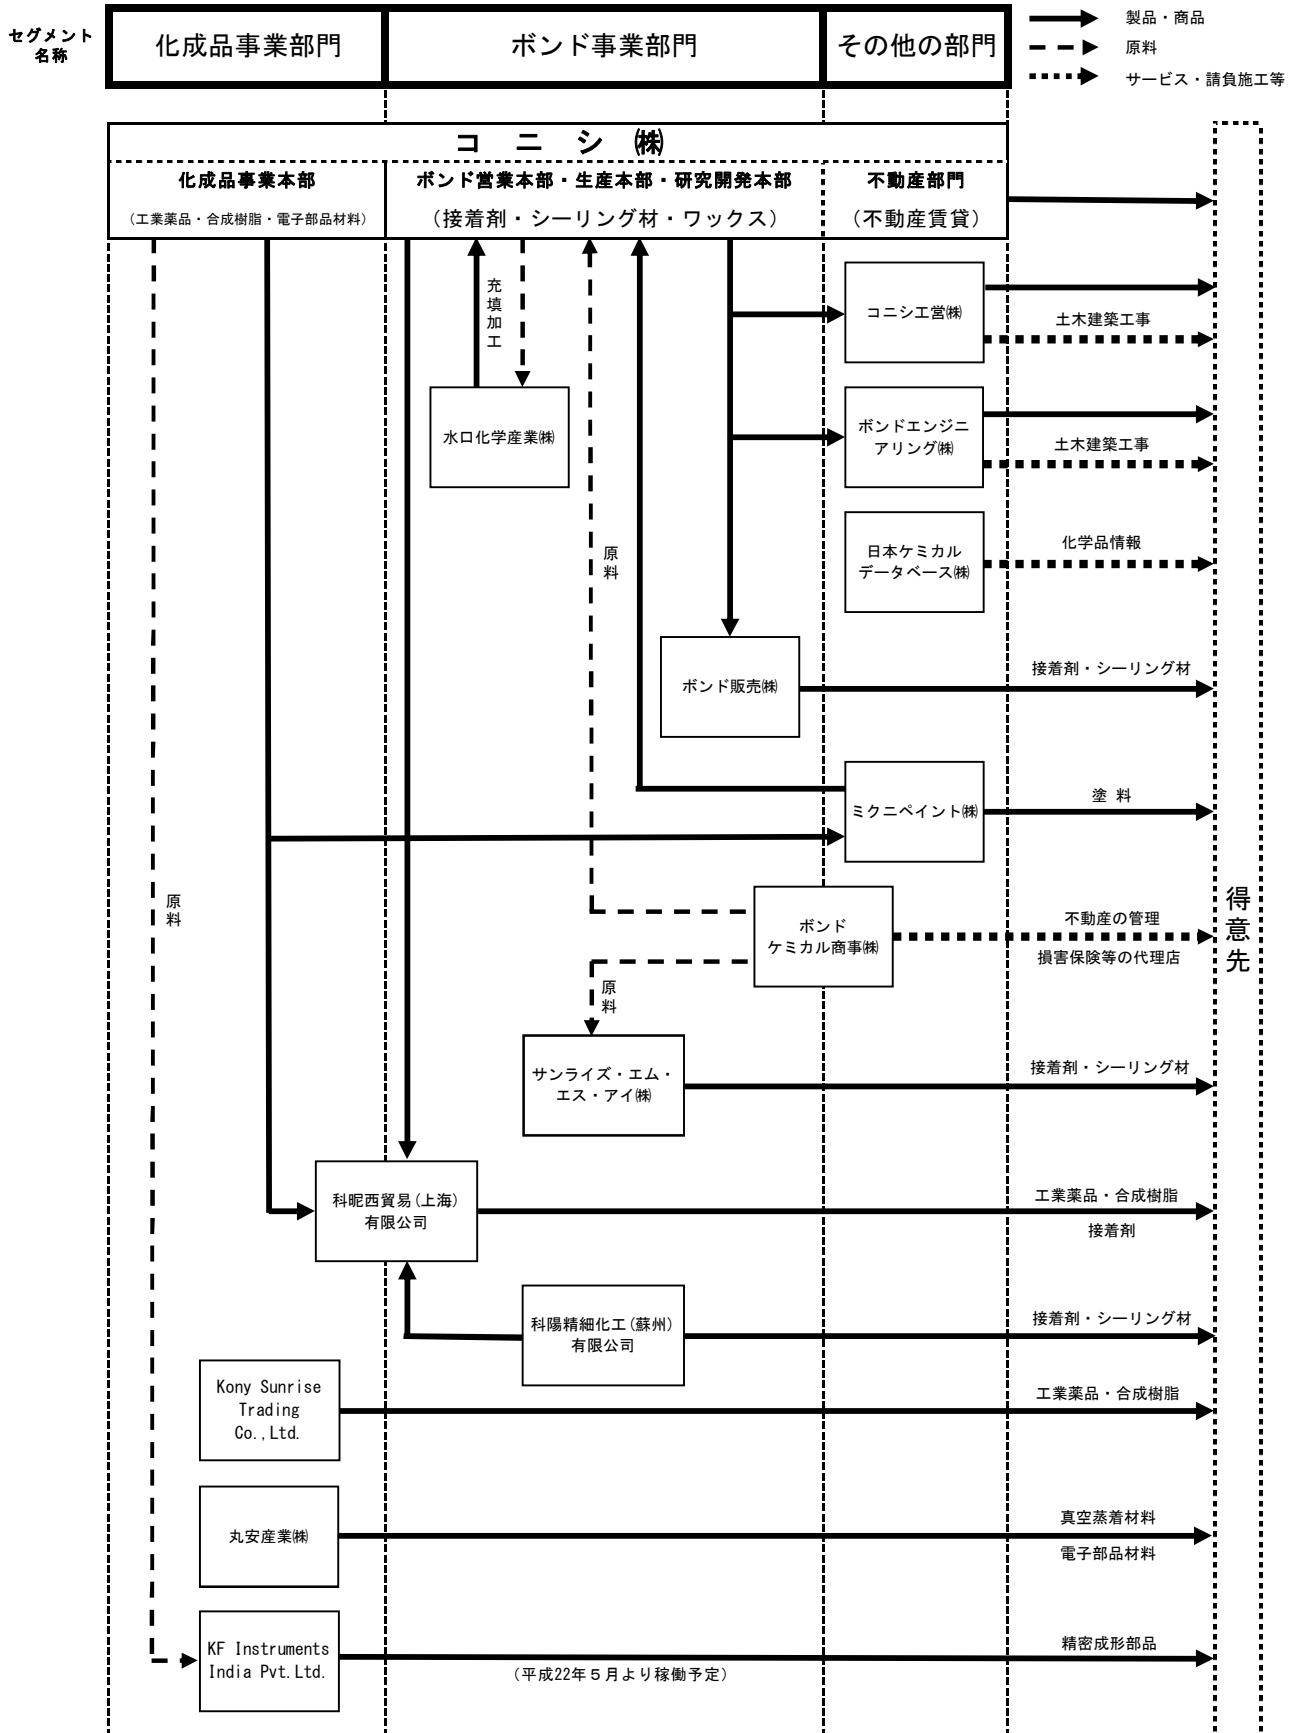 セグメント
名称
化成品事業部門
ボンド事業部門
その他の部門
製品・商品
原料
サービス・請負施工等
コ ニ シ ㈱
化成品事業本部
(工業薬品・合成樹脂・電子部品材料)
ボンド営業本部・生産本部・研究開発本部
(接着剤・シーリング材・ワックス)
不動産部門
(不動産賃貸)
充填加工
コニシ工営㈱
土木建築工事
水口化学産業㈱
ボンドエンジニ
アリング㈱
土木建築工事
原料
日本ケミカル
データベース㈱
化学品情報
ボンド販売㈱
接着剤・シーリング材
ミクニペイント㈱
塗 料
原料
ボンド
ケミカル商事㈱
不動産の管理
損害保険等の代理店
得意先
原料
サンライズ・エム・
エス・アイ㈱
接着剤・シーリング材
科昵西貿易(上海)
有限公司
工業薬品・合成樹脂
接着剤
科陽精細化工(蘇州)
有限公司
接着剤・シーリング材
Kony Sunrise
Trading
Co.,Ltd.
工業薬品・合成樹脂
丸安産業㈱
真空蒸着材料
電子部品材料
KF Instruments
India Pvt.Ltd.
精密成形部品
(平成22年5月より稼働予定)